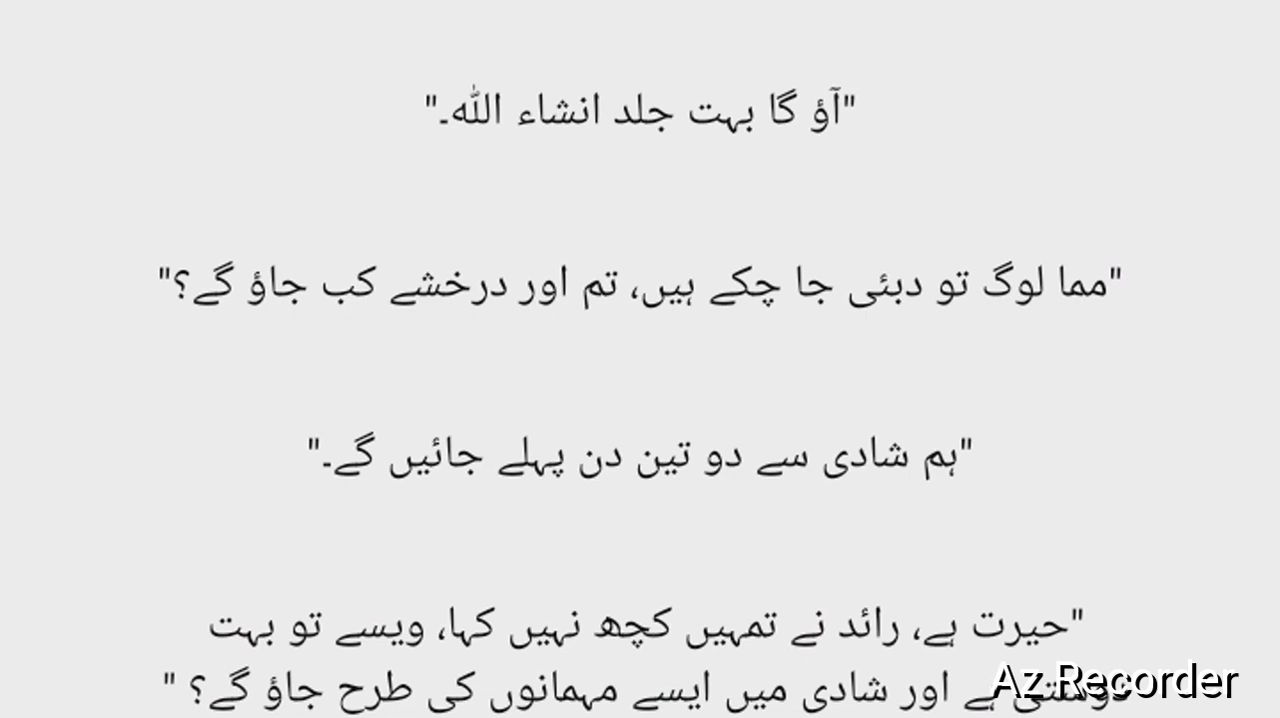 "آؤ گا بہت جلد انشاء اللہ۔"
"مما لوگ تو دبئی جا چکے ہیں، تم اور درخشے کب جاؤ گے؟"
"ہم شادی سے دو تین دن پہلے جائیں گے۔"
"حیرت ہے، رائد نے تمہیں کچھ نہیں کہا، ویسے تو بہت
دوستی ہے اور شادی میں ایسے مہمانوں کی طرح جاؤ گے؟ "
Az Recorder